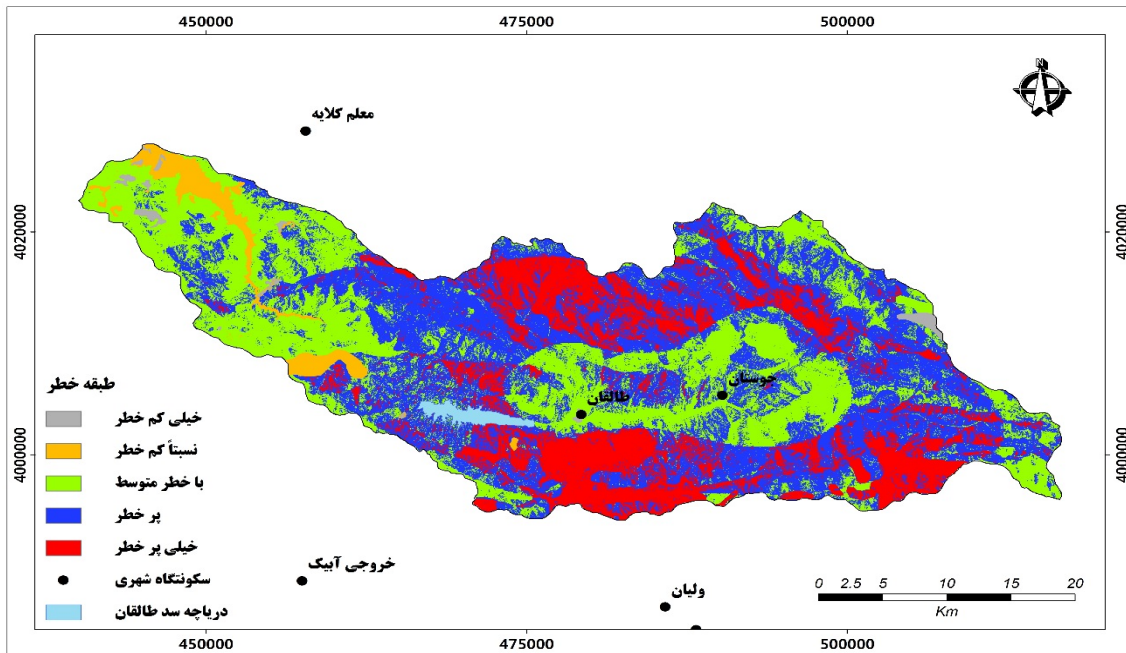 450000 475000 500000
N
معلم کلایه
4020000 4020000
جوستان
طالقان
4000000 4000000
طبقه خطر
خیلی کم خطر
نسبتاً کم خطر
با خطر متوسط
پر خطر
خیلی پر خطر
سکونتگاه شهری
دریاچه سد طالقان
خروجی آبیک
ولیان
0 2.5 5 10 15 20
Km
450000 475000 500000